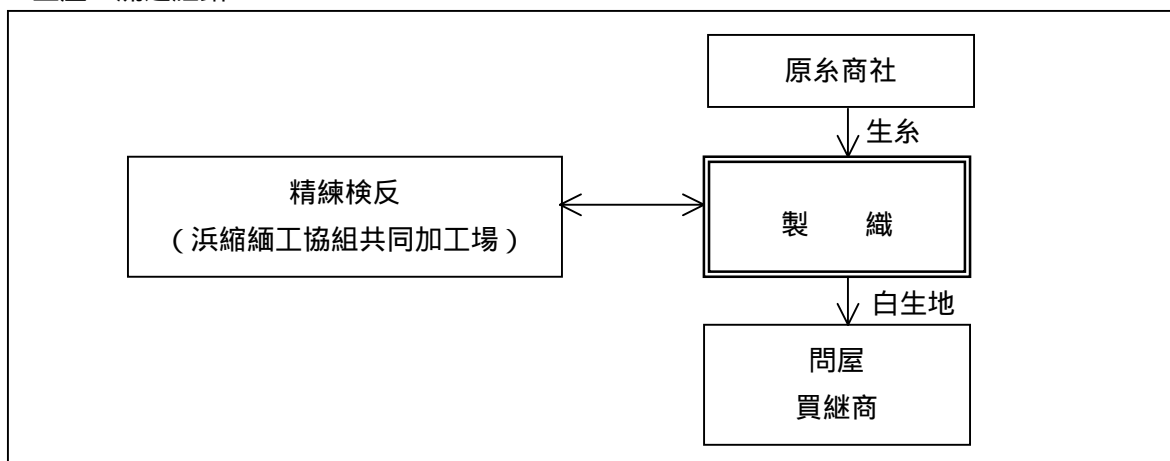 原糸商社
生糸
精練検反
（浜縮緬工協組共同加工場）
製　　織
白生地
問屋
買継商